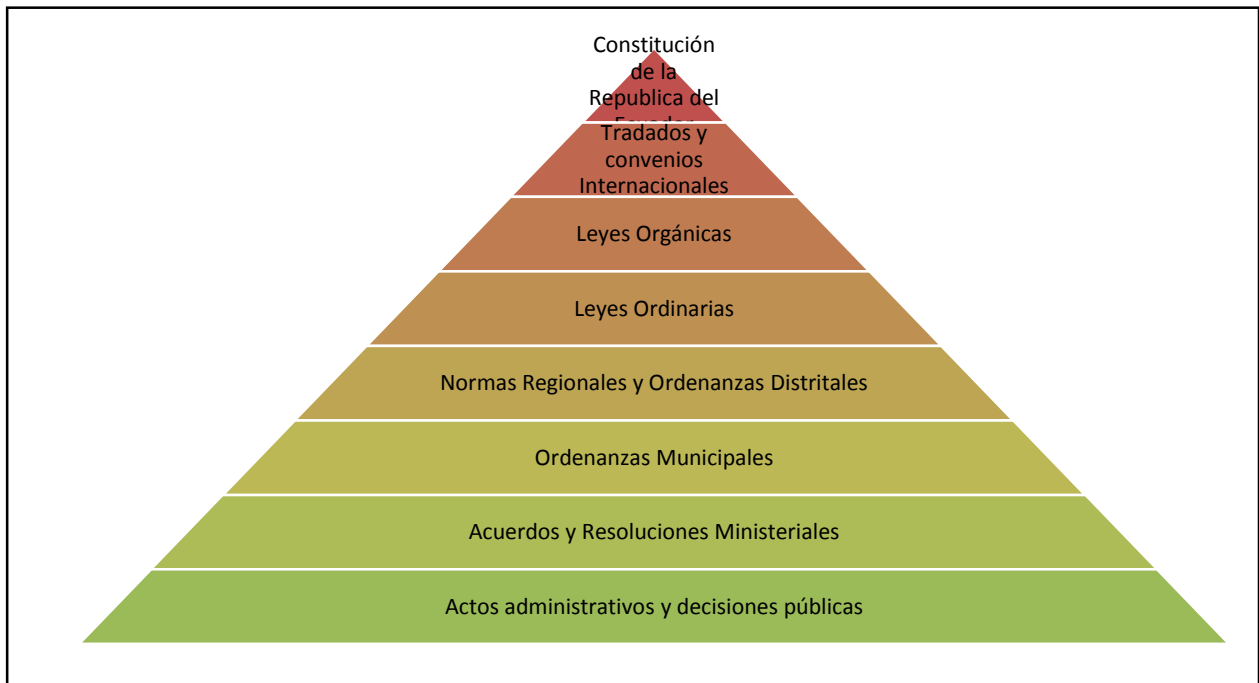 Constitución
de la
Republica del
Ecuador
Tradados y
convenios
Internacionales
Leyes Orgánicas
Leyes Ordinarias
Normas Regionales y Ordenanzas Distritales
Ordenanzas Municipales
Acuerdos y Resoluciones Ministeriales
Actos administrativos y decisiones públicas